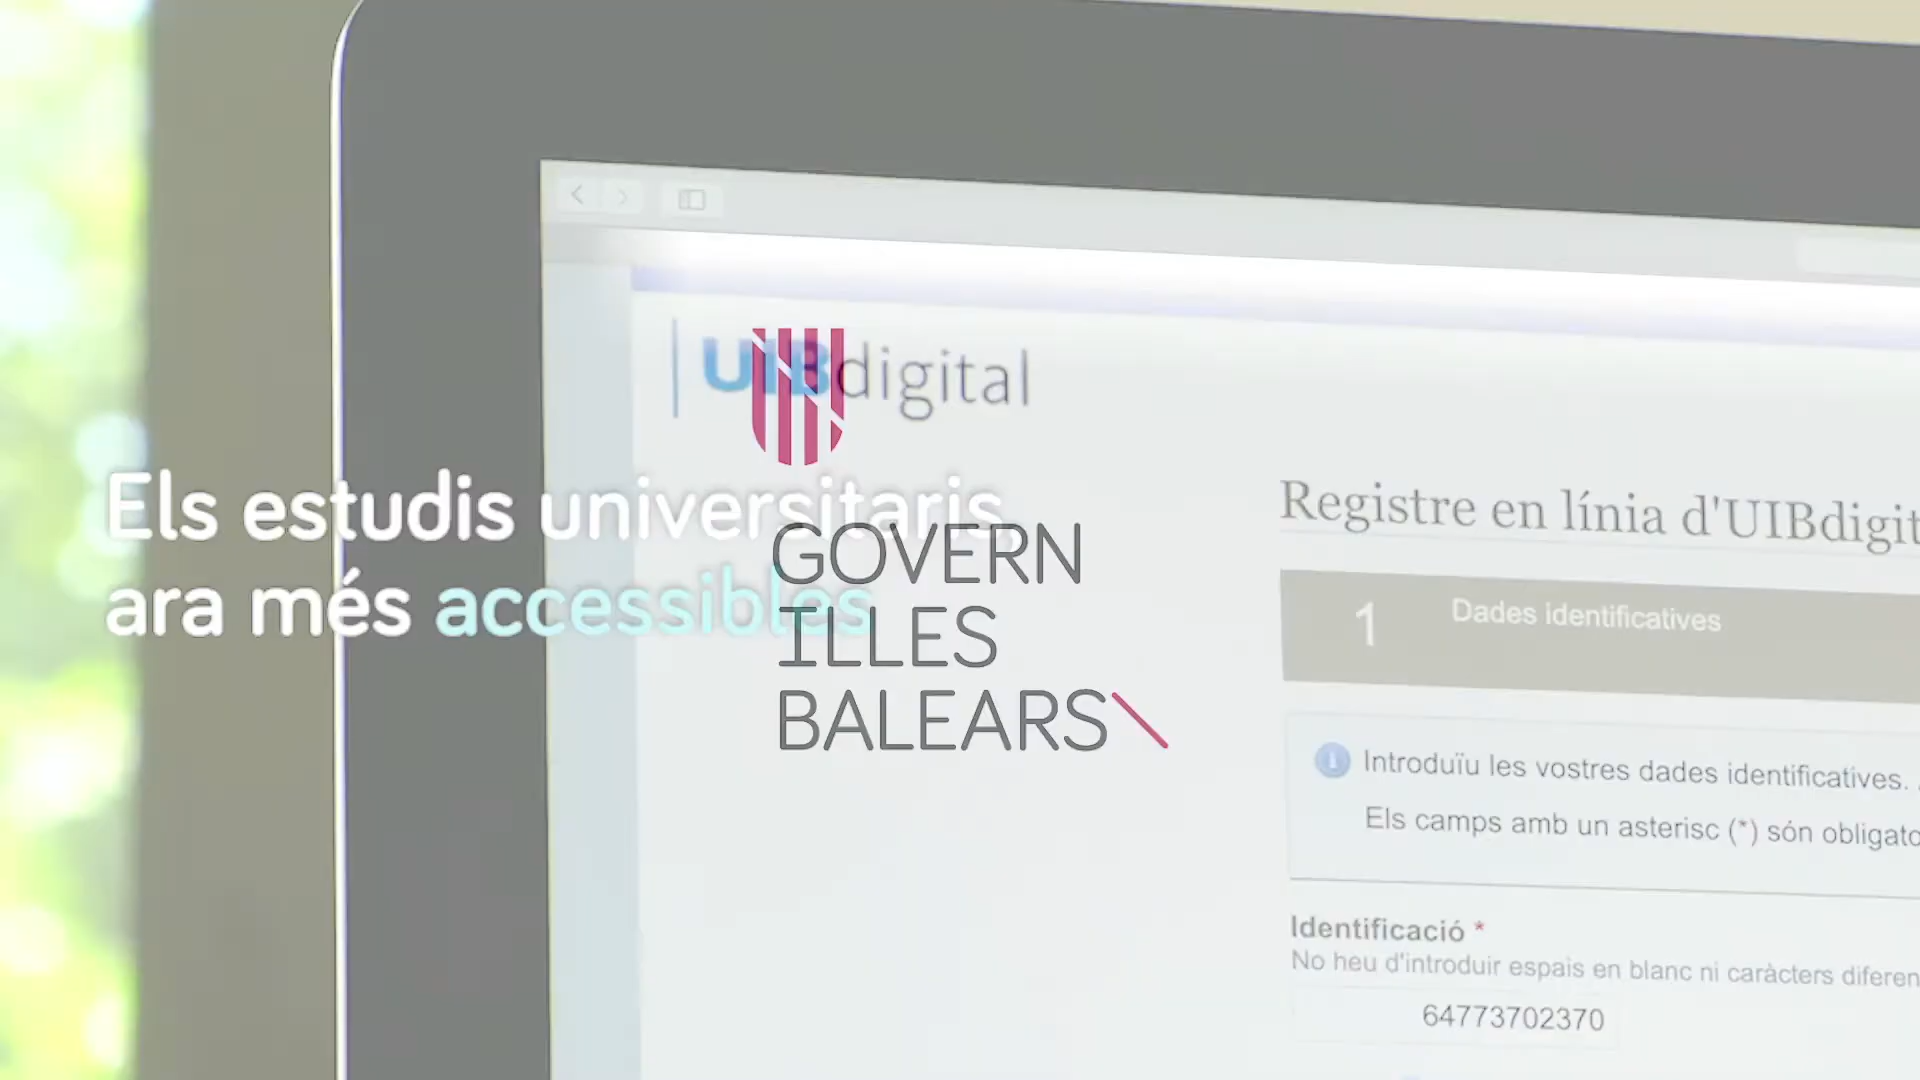 UIBdigital
Els estudis universitaris,
ara més accessibles
GOVERN
ILLES
BALEARS
Registre en línia d'UIBdigit
1 Dades identificatives
Introduïu les vostres dades identificatives.
Els camps amb un asterisc (*) són obligato
Identificació *
No heu d'introduir espais en blanc ni caràcters diferen
64773702370